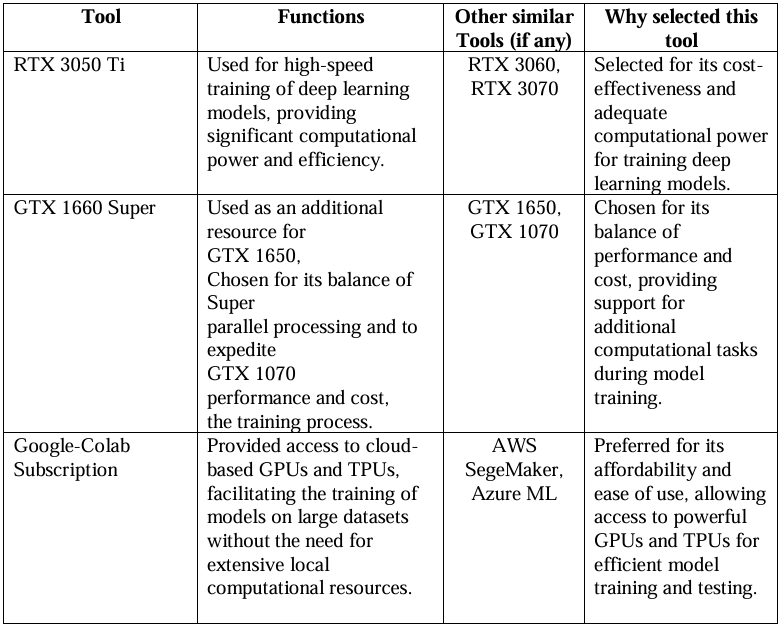 Tool
Functions
Other similar
Tools (if any)
Why selected this
tool
RTX 3050 Ti
Used for high-speed
training of deep learning
models, providing
significant computational
power and efficiency.
RTX 3060,
RTX 3070
Selected for its cost-
effectiveness and
adequate
computational power
for training deep
learning models.
GTX 1660 Super
Used as an additional
resource for
GTX 1650,
Chosen for its balance of
Super
parallel processing and to
expedite
GTX 1070
performance and cost,
the training process.
GTX 1650,
GTX 1070
Chosen for its
balance of
performance and
cost, providing
support for
additional
computational tasks
during model
training.
Google-Colab
Subscription
Provided access to cloud-
based GPUs and TPUs,
facilitating the training of
models on large datasets
without the need for
extensive local
computational resources.
AWS
SegeMaker,
Azure ML
Preferred for its
affordability and
ease of use, allowing
access to powerful
GPUs and TPUs for
efficient model
training and testing.